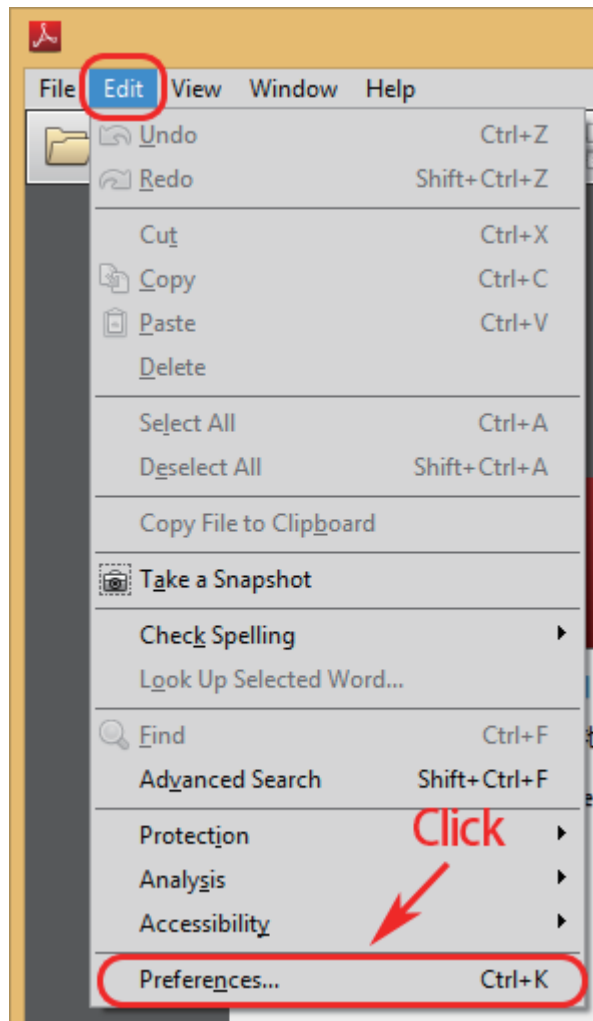 File Edit View Window Help
Undo Ctrl+Z
Redo Shift+Ctrl+Z
Cut Ctrl+X
Copy Ctrl+C
Paste Ctrl+V
Delete
Select All Ctrl+A
Deselect All Shift+Ctrl+A
Copy File to Clipboard
Take a Snapshot
Check Spelling
Look Up Selected Word...
Find Ctrl+F
Advanced Search Shift+Ctrl+F
Protection
Click
Analysis
Accessibility
Preferences... Ctrl+K